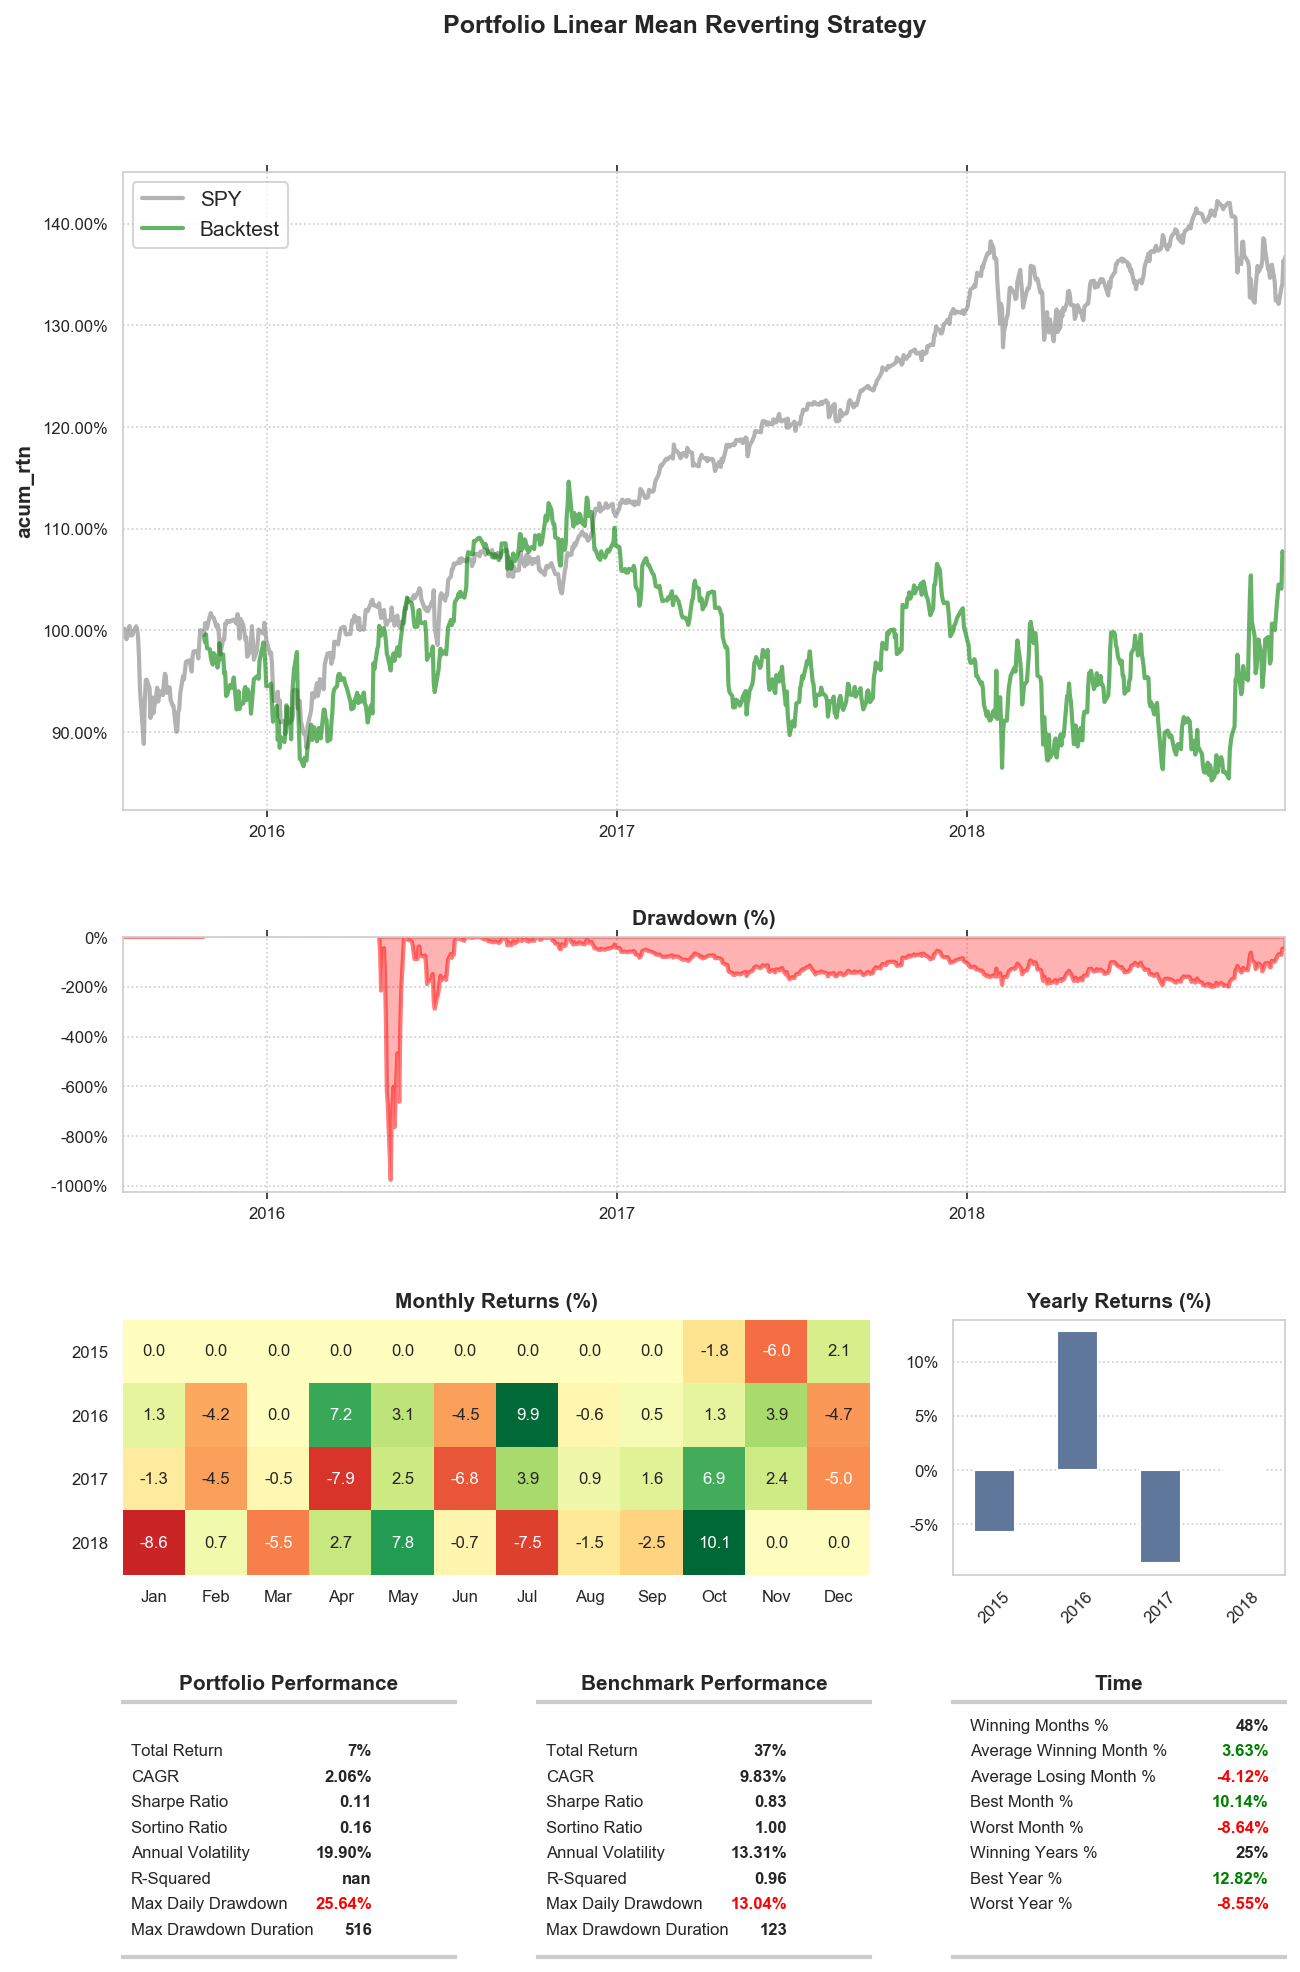 Portfolio Linear Mean Reverting Strategy
SPY
Backtest
acum_rtn
140.00%
130.00%
120.00%
110.00%
100.00%
90.00%
2016 2017 2018
Drawdown (%)
0%
-200%
-400%
-600%
-800%
-1000%
2016 2017 2018
Monthly Returns (%)
2015 0.0 0.0 0.0 0.0 0.0 0.0 0.0 0.0 0.0 -1.8 -6.0 2.1
2016 1.3 -4.2 0.0 7.2 3.1 -4.5 9.9 -0.6 0.5 1.3 3.9 -4.7
2017 -1.3 -4.5 -0.5 -7.9 2.5 -6.8 3.9 0.9 1.6 6.9 2.4 -5.0
2018 -8.6 0.7 -5.5 2.7 7.8 -0.7 -7.5 -1.5 -2.5 10.1 0.0 0.0
Jan Feb Mar Apr May Jun Jul Aug Sep Oct Nov Dec
Yearly Returns (%)
10%
5%
0%
-5%
2015 2016 2017 2018
Portfolio Performance
Total Return 7%
CAGR 2.06%
Sharpe Ratio 0.11
Sortino Ratio 0.16
Annual Volatility 19.90%
R-Squared nan
Max Daily Drawdown 25.64%
Max Drawdown Duration 516
Benchmark Performance
Total Return 37%
CAGR 9.83%
Sharpe Ratio 0.83
Sortino Ratio 1.00
Annual Volatility 13.31%
R-Squared 0.96
Max Daily Drawdown 13.04%
Max Drawdown Duration 123
Time
Winning Months % 48%
Average Winning Month % 3.63%
Average Losing Month % -4.12%
Best Month % 10.14%
Worst Month % -8.64%
Winning Years % 25%
Best Year % 12.82%
Worst Year % -8.55%